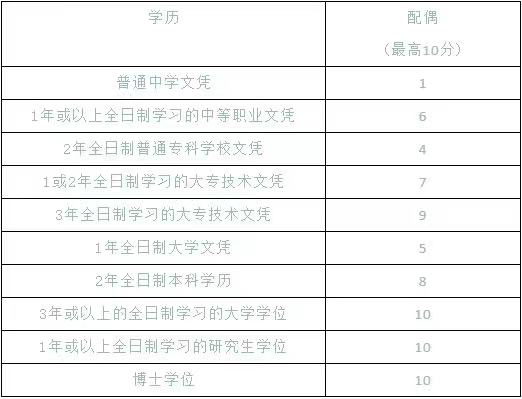 学历 配偶
（最高10分）
普通中学文凭 1
1年或以上全日制学习的中等职业文凭 6
2年全日制普通专科学校文凭 4
1或2年全日制学习的大专技术文凭 7
3年全日制学习的大专技术文凭 9
1年全日制大学文凭 5
2年全日制本科学历 8
3年或以上的全日制学习的大学学位 10
1年或以上全日制学习的研究生学位 10
博士学位 10